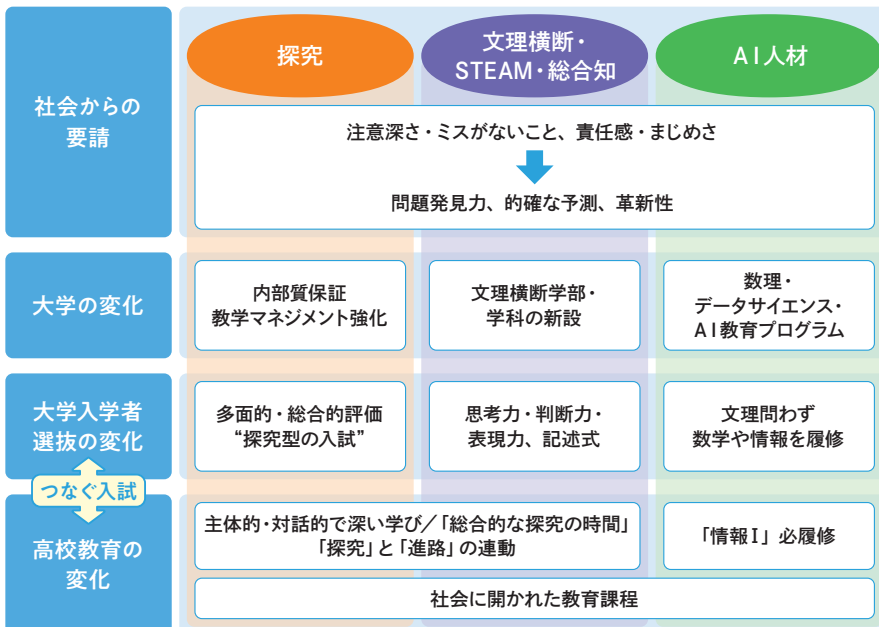 探究
文理横断・
STEAM・総合知
AI人材
社会からの
要請
注意深さ・ミスがないこと、責任感・まじめさ
問題発見力、的確な予測、革新性
大学の変化
内部質保証
教学マネジメント強化
文理横断学部・
学科の新設
数理・
データサイエンス・
AI教育プログラム
大学入学者
選抜の変化
多面的・総合的評価
“探究型の入試”
思考力・判断力・
表現力、記述式
文理問わず
数学や情報を履修
つなぐ入試
高校教育の
変化
主体的・対話的で深い学び／「総合的な探究の時間」
「探究」と「進路」の連動
「情報Ⅰ」必履修
社会に開かれた教育課程